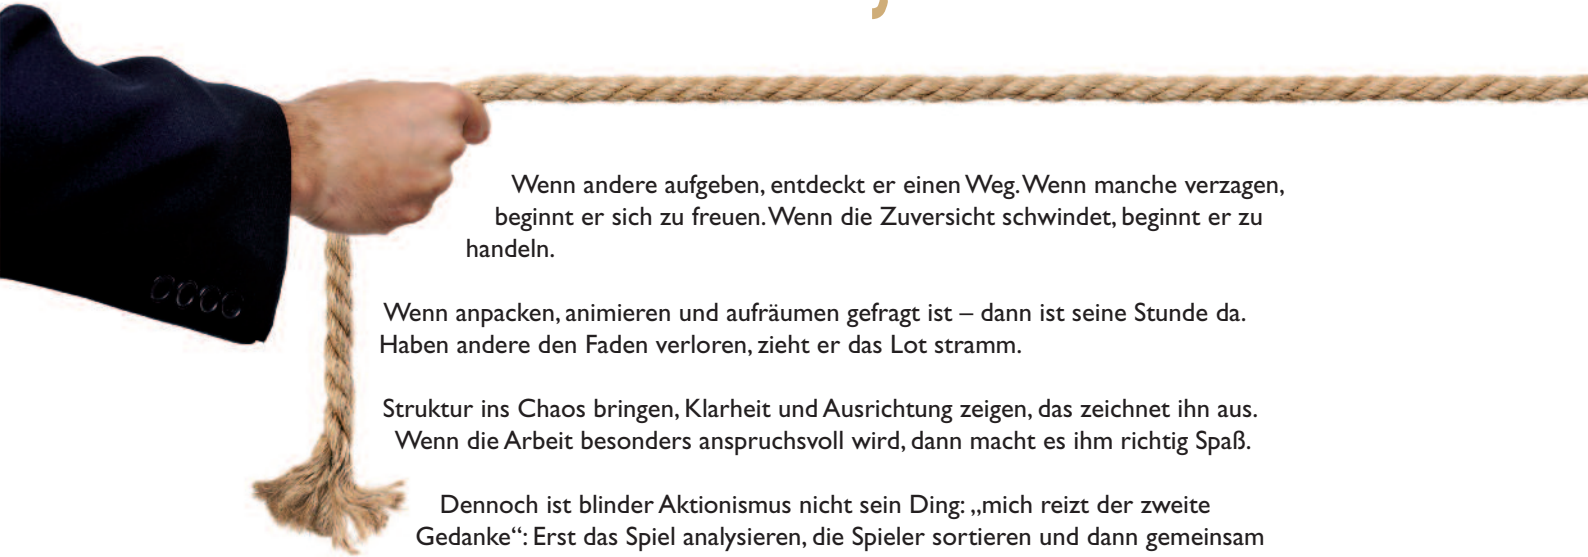 Wenn andere aufgeben, entdeckt er einen Weg. Wenn manche verzagen,
beginnt er sich zu freuen. Wenn die Zuversicht schwindet, beginnt er zu
handeln.
Wenn anpacken, animieren und aufräumen gefragt ist – dann ist seine Stunde da.
Haben andere den Faden verloren, zieht er das Lot stramm.
Struktur ins Chaos bringen, Klarheit und Ausrichtung zeigen, das zeichnet ihn aus.
Wenn die Arbeit besonders anspruchsvoll wird, dann macht es ihm richtig Spaß.
Dennoch ist blinder Aktionismus nicht sein Ding: „mich reizt der zweite
Gedanke“: Erst das Spiel analysieren, die Spieler sortieren und dann gemeinsam